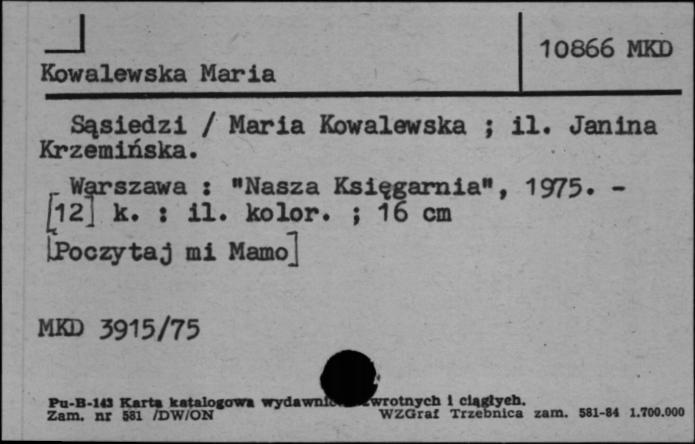 10866 MKD
Kowalewska Maria
Sąsiedzi / Maria Kowalewska ; il. Janina
Krzemińska.
Warszawa : "Nasza Księgarnia", 1975. -
[12] k. : il. kolor. ; 16 cm
[Poczytaj mi Mamo]
MKD 3915/75
Pu-B-143 Karta katalogowa zwrotnych i ciągłych.
Zam. nr 581 /DW/ON WZGraf Trzebnica zam. 581-84 1.700.000